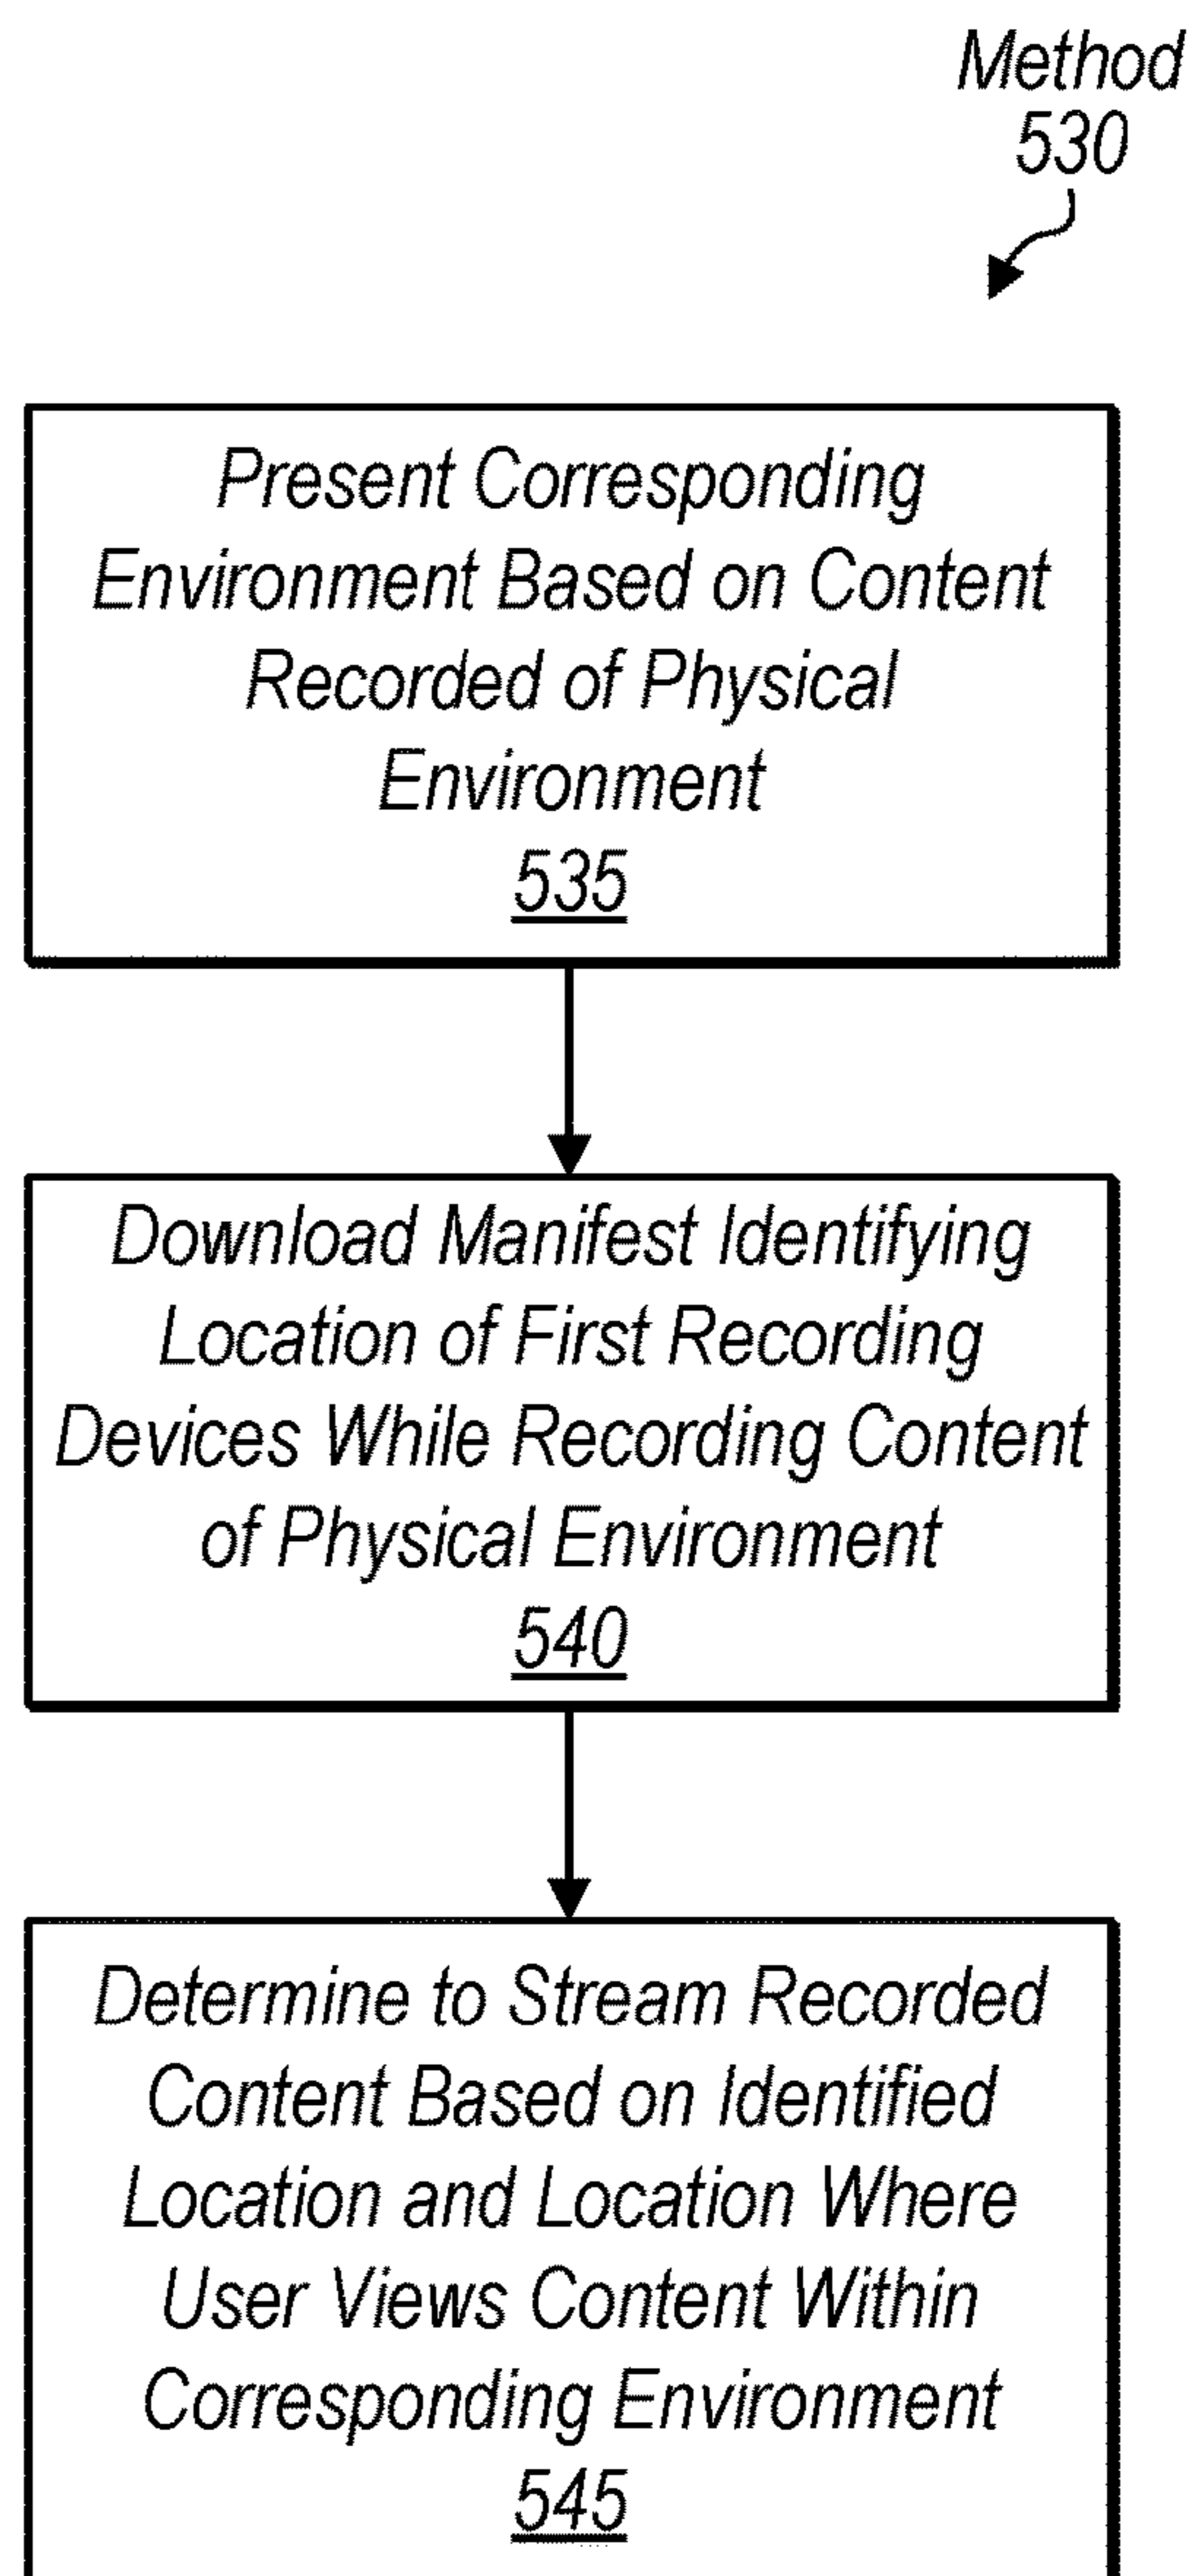 Method
530
Present Corresponding
Environment Based on Content
Recorded of Physical
Environment
535
Download Manifest Identifying
Location of First Recording
Devices While Recording Content
of Physical Environment
540
Determine to Stream Recorded
Content Based on Identified
Location and Location Where
User Views Content Within
Corresponding Environment
545